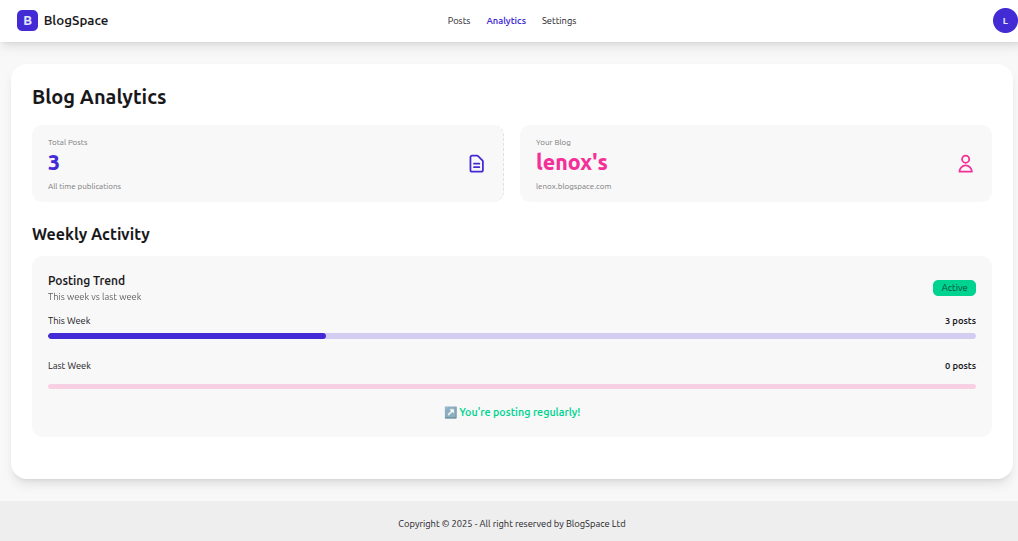 B BlogSpace Posts Analytics Settings L
Blog Analytics
Total Posts
3
All time publications
Your Blog
lenox's
lenox.blogspace.com
Weekly Activity
Posting Trend
This week vs last week
Active
This Week 3 posts
Last Week 0 posts
↗️ You're posting regularly!
Copyright © 2025 - All right reserved by BlogSpace Ltd